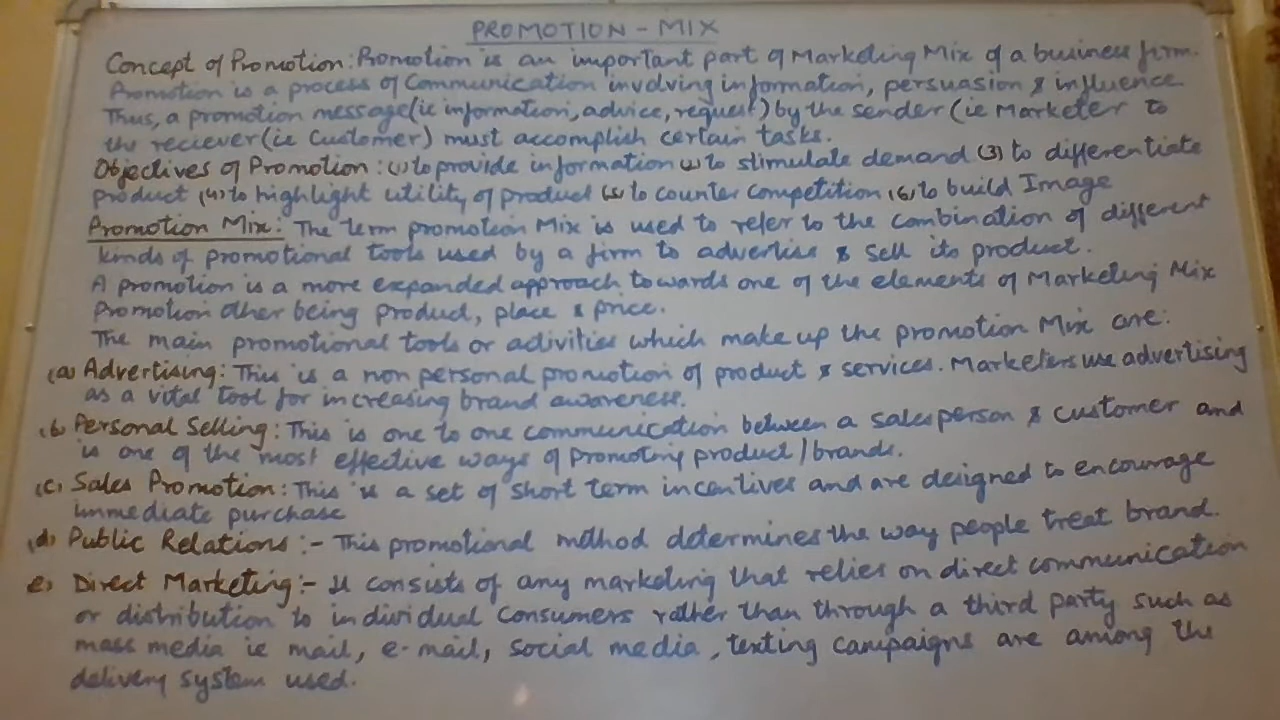 PROMOTION - MIX
Concept of Promotion: Promotion is an important part of Marketing Mix of a business firm.
Promotion is a process of Communication involving information, persuasion & influence
Thus, a promotion message(ie information, advice, request) by the sender (ie Marketer to
the reciever(ie Customer) must accomplish certain tasks.
Objectives of Promotion: (1) to provide information (2) to stimulate demand (3) to differentiate
product (4) to highlight utility of product (5) to counter competition (6) to build Image
Promotion Mix: The term promotion Mix is used to refer to the combination of different
kinds of promotional tools used by a firm to advertise & sell its product.
A promotion is a more expanded approach towards one of the elements of Marketing Mix
Promotion other being product, place & price.
The main promotional tools or activities which make up the promotion Mix are:
(a) Advertising: This is a non personal promotion of product & services. Marketers use advertising
as a vital tool for increasing brand awareness.
(b) Personal Selling: This is one to one communication between a salesperson & customer and
is one of the most effective ways of promoting product/brands.
(c) Sales Promotion: This is a set of short term incentives and are designed to encourage
immediate purchase
(d) Public Relations:- This promotional method determines the way people treat brand.
e) Direct Marketing:- It consists of any marketing that relies on direct communication
or distribution to individual consumers rather than through a third party such as
mass media ie mail, e-mail, social media, texting campaigns are among the
delivery system used.